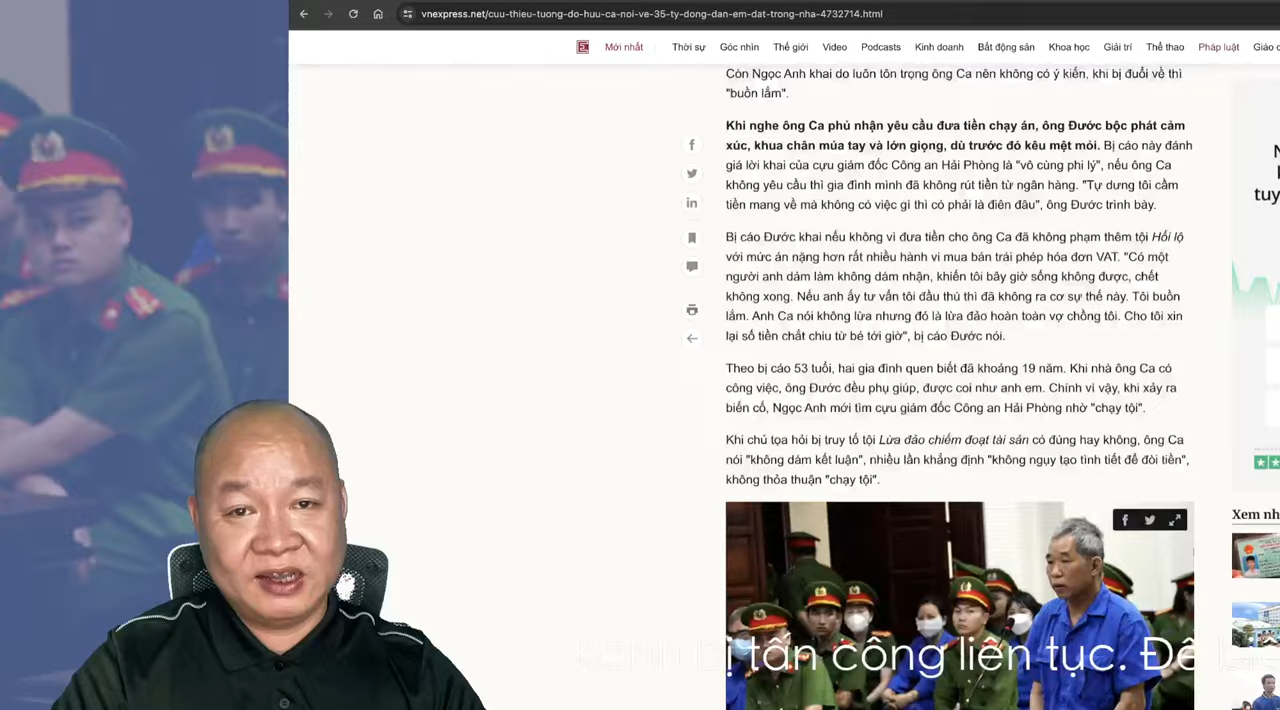 vnexpress.net/cuu-thieu-tuong-do-huu-ca-noi-ve-35-ty-dong-dan-em-dat-trong-nha-4732714.html
Mới nhất Thời sự Góc nhìn Thế giới Video Podcasts Kinh doanh Bất động sản Khoa học Giải trí Thể thao Pháp luật Giáo
Còn Ngọc Anh khai do luôn tôn trọng ông Ca nên không có ý kiến, khi bị đuổi về thì
"buồn lắm".
Khi nghe ông Ca phủ nhận yêu cầu đưa tiền chạy án, ông Đước bộc phát cảm
xúc, khua chân múa tay và lớn giọng, dù trước đó kêu mệt mỏi. Bị cáo này đánh
giá lời khai của cựu giám đốc Công an Hải Phòng là "vô cùng phi lý", nếu ông Ca
không yêu cầu thì gia đình mình đã không rút tiền từ ngân hàng. "Tự dưng tôi cầm
tiền mang về mà không có việc gì thì có phải là điên đâu", ông Đước trình bày.
Bị cáo Đước khai nếu không vì đưa tiền cho ông Ca đã không phạm thêm tội Hối lộ
với mức án nặng hơn rất nhiều hành vi mua bán trái phép hóa đơn VAT. "Có một
người anh dám làm không dám nhận, khiến tôi bây giờ sống không được, chết
không xong. Nếu anh ấy tư vấn tôi đầu thú thì đã không ra cơ sự thế này. Tôi buồn
lắm. Anh Ca nói không lừa nhưng đó là lừa đảo hoàn toàn vợ chồng tôi. Cho tôi xin
lại số tiền chắt chiu từ bé tới giờ", bị cáo Đước nói.
Theo bị cáo 53 tuổi, hai gia đình quen biết đã khoảng 19 năm. Khi nhà ông Ca có
công việc, ông Đước đều phụ giúp, được coi như anh em. Chính vì vậy, khi xảy ra
biến cố, Ngọc Anh mới tìm cựu giám đốc Công an Hải Phòng nhờ "chạy tội".
Khi chủ tọa hỏi bị truy tố tội Lừa đảo chiếm đoạt tài sản có đúng hay không, ông Ca
nói "không dám kết luận", nhiều lần khẳng định "không ngụy tạo tình tiết để đòi tiền",
không thỏa thuận "chạy tội".
tuy
Xem nh
bị tấn công liên tục. Để